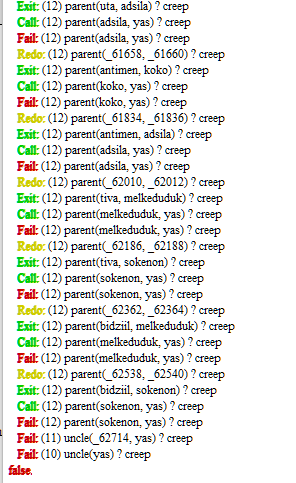 Exit: (12) parent(uta, adsila) ? creep
Call: (12) parent(adsila, yas) ? creep
Fail: (12) parent(adsila, yas) ? creep
Redo: (12) parent(_61658, _61660) ? creep
Exit: (12) parent(antimen, koko) ? creep
Call: (12) parent(koko, yas) ? creep
Fail: (12) parent(koko, yas) ? creep
Redo: (12) parent(_61834, _61836) ? creep
Exit: (12) parent(antimen, adsila) ? creep
Call: (12) parent(adsila, yas) ? creep
Fail: (12) parent(adsila, yas) ? creep
Redo: (12) parent(_62010, _62012) ? creep
Exit: (12) parent(tiva, melkeduduk) ? creep
Call: (12) parent(melkeduduk, yas) ? creep
Fail: (12) parent(melkeduduk, yas) ? creep
Redo: (12) parent(_62186, _62188) ? creep
Exit: (12) parent(tiva, sokenon) ? creep
Call: (12) parent(sokenon, yas) ? creep
Fail: (12) parent(sokenon, yas) ? creep
Redo: (12) parent(_62362, _62364) ? creep
Exit: (12) parent(bidziil, melkeduduk) ? creep
Call: (12) parent(melkeduduk, yas) ? creep
Fail: (12) parent(melkeduduk, yas) ? creep
Redo: (12) parent(_62538, _62540) ? creep
Exit: (12) parent(bidziil, sokenon) ? creep
Call: (12) parent(sokenon, yas) ? creep
Fail: (12) parent(sokenon, yas) ? creep
Fail: (11) uncle(_62714, yas) ? creep
Fail: (10) uncle(yas) ? creep
false.